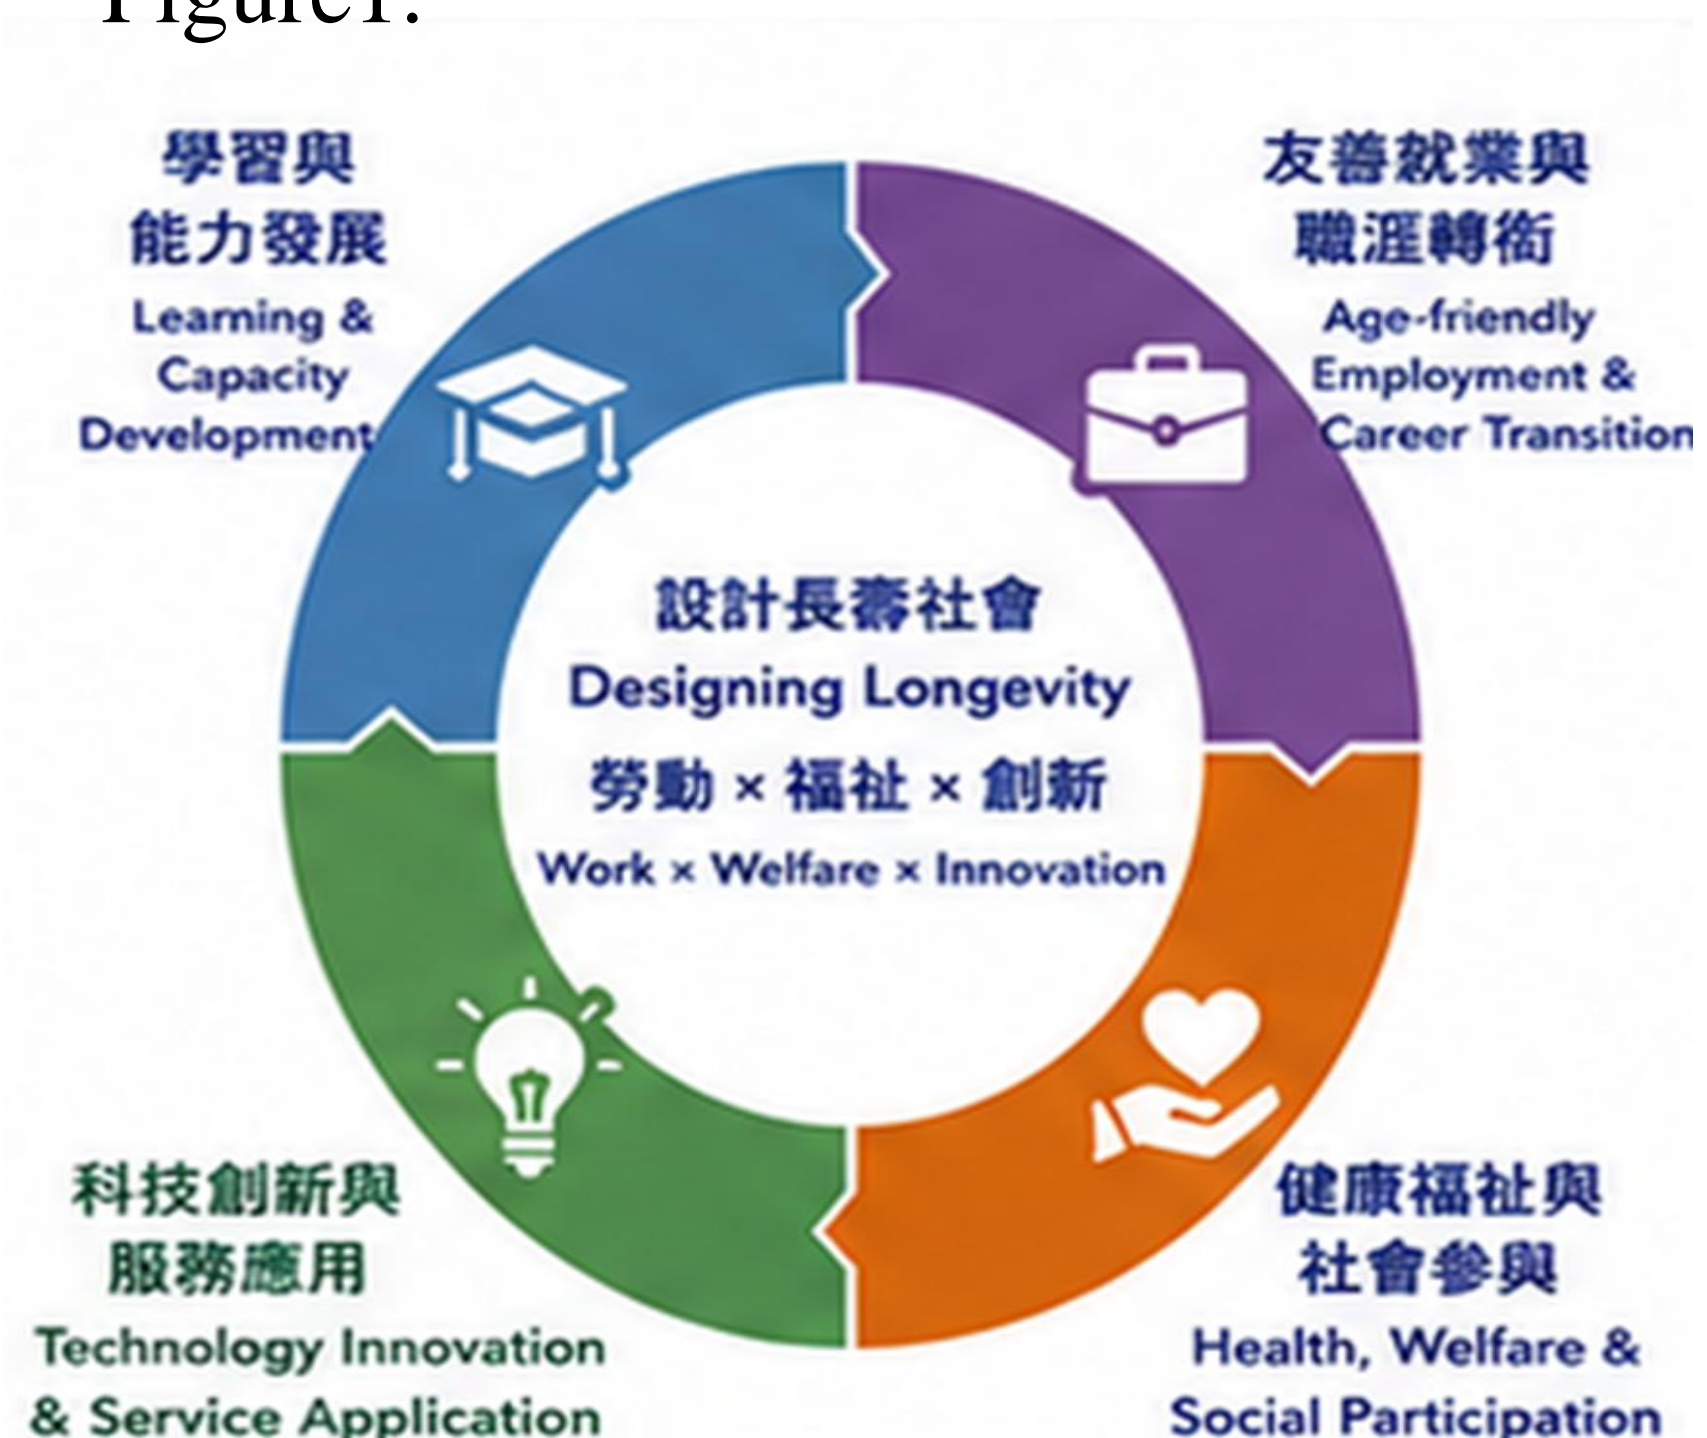 Figure1.
學習與
能力發展
Learning &
Capacity
Development
友善就業與
職涯轉銜
Age-friendly
Employment &
Career Transition
設計長壽社會
Designing Longevity
勞動 × 福祉 × 創新
Work × Welfare × Innovation
科技創新與
服務應用
Technology Innovation
& Service Application
健康福祉與
社會參與
Health, Welfare &
Social Participation